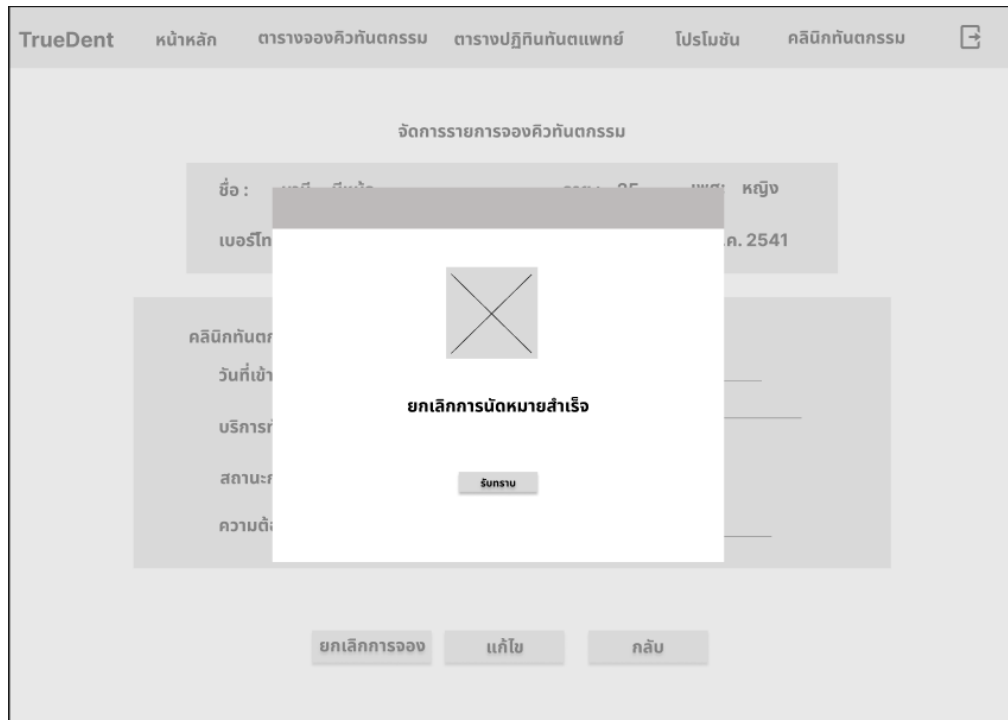 TrueDent หน้าหลัก ตารางจองคิวทันตกรรม ตารางปฏิทินทันตแพทย์ โปรโมชัน คลินิกทันตกรรม
จัดการรายการจองคิวทันตกรรม
ชื่อ : 25 เพศ: หญิง
เบอร์โท ค. 2541
คลินิกทันตก
วันที่เข้า
ยกเลิกการนัดหมายสำเร็จ
บริการ
สถานะ
รับทราบ
ความต้อ
ยกเลิกการจอง แก้ไข กลับ